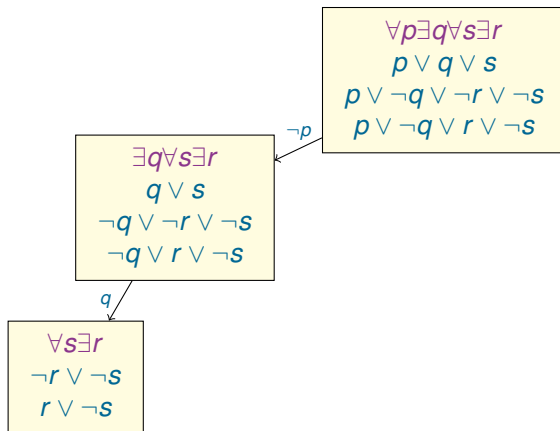 ∀p∃q∀s∃r
p ∨ q ∨ s
p ∨ ¬q ∨ ¬r ∨ ¬s
p ∨ ¬q ∨ r ∨ ¬s
¬p
∃q∀s∃r
q ∨ s
¬q ∨ ¬r ∨ ¬s
¬q ∨ r ∨ ¬s
q
∀s∃r
¬r ∨ ¬s
r ∨ ¬s